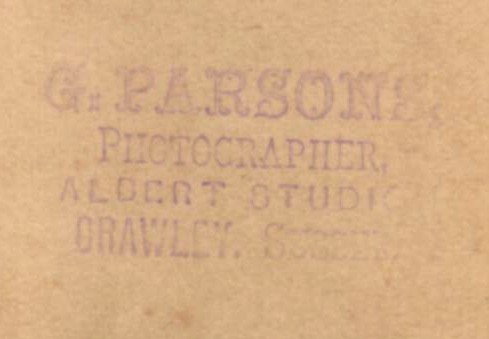 G. PARSONS.
PHOTOGRAPHER,
ALBERT STUDIO
CRAWLEY. SUSSEX.